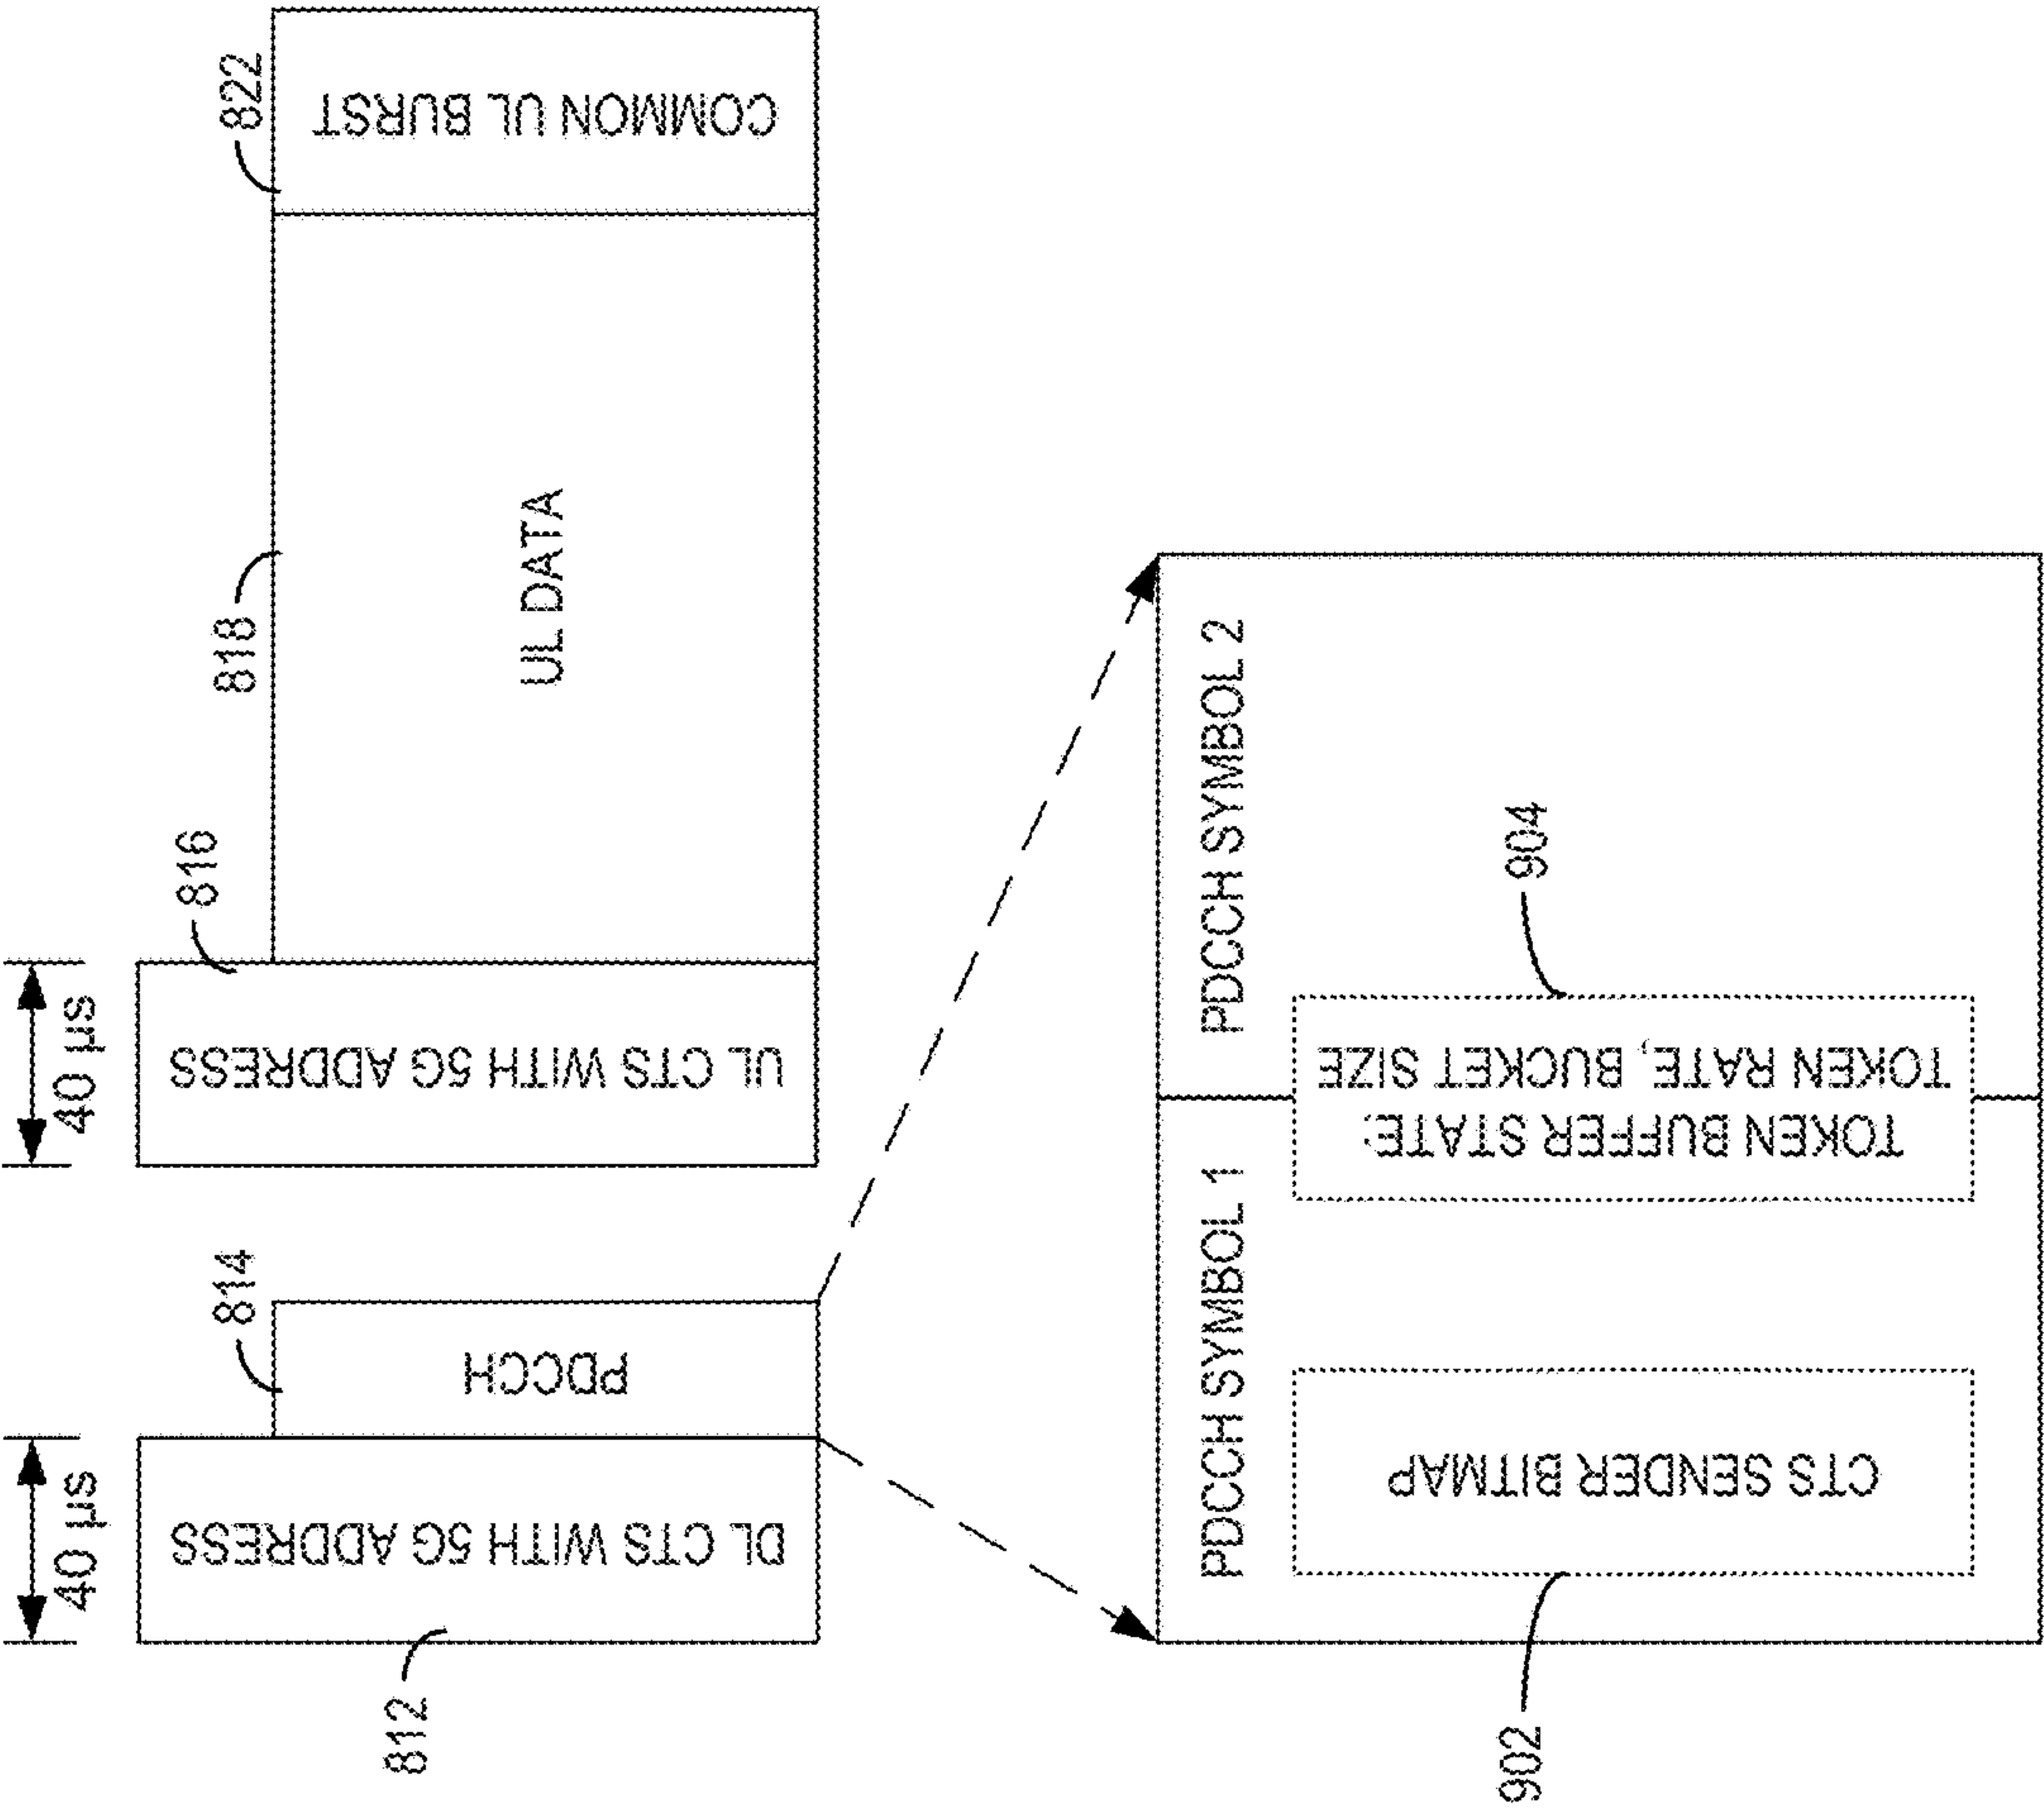 40 µs
40 µs
812
DL CTS WITH 5G ADDRESS
814
PDCCH
816
UL CTS WITH 5G ADDRESS
818
UL DATA
822
COMMON UL BURST
PDCCH SYMBOL 1
PDCCH SYMBOL 2
902
CTS SENDER BITMAP
TOKEN BUFFER STATE:
TOKEN RATE, BUCKET SIZE
904